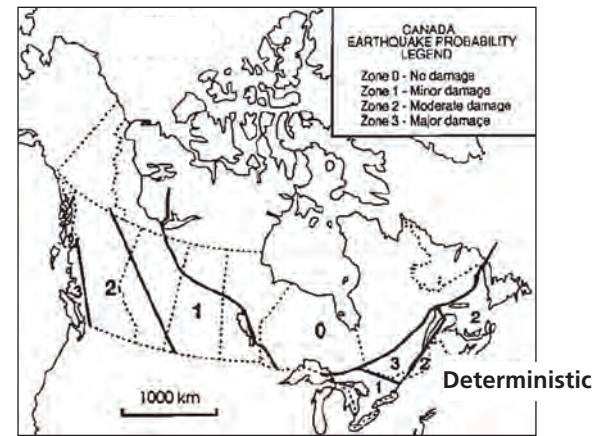 CANADA
EARTHQUAKE PROBABILITY
LEGEND
Zone 0 - No damage
Zone 1 - Minor damage
Zone 2 - Moderate damage
Zone 3 - Major damage
3
2
1
0
3
2
2
1
Deterministic
1000 km